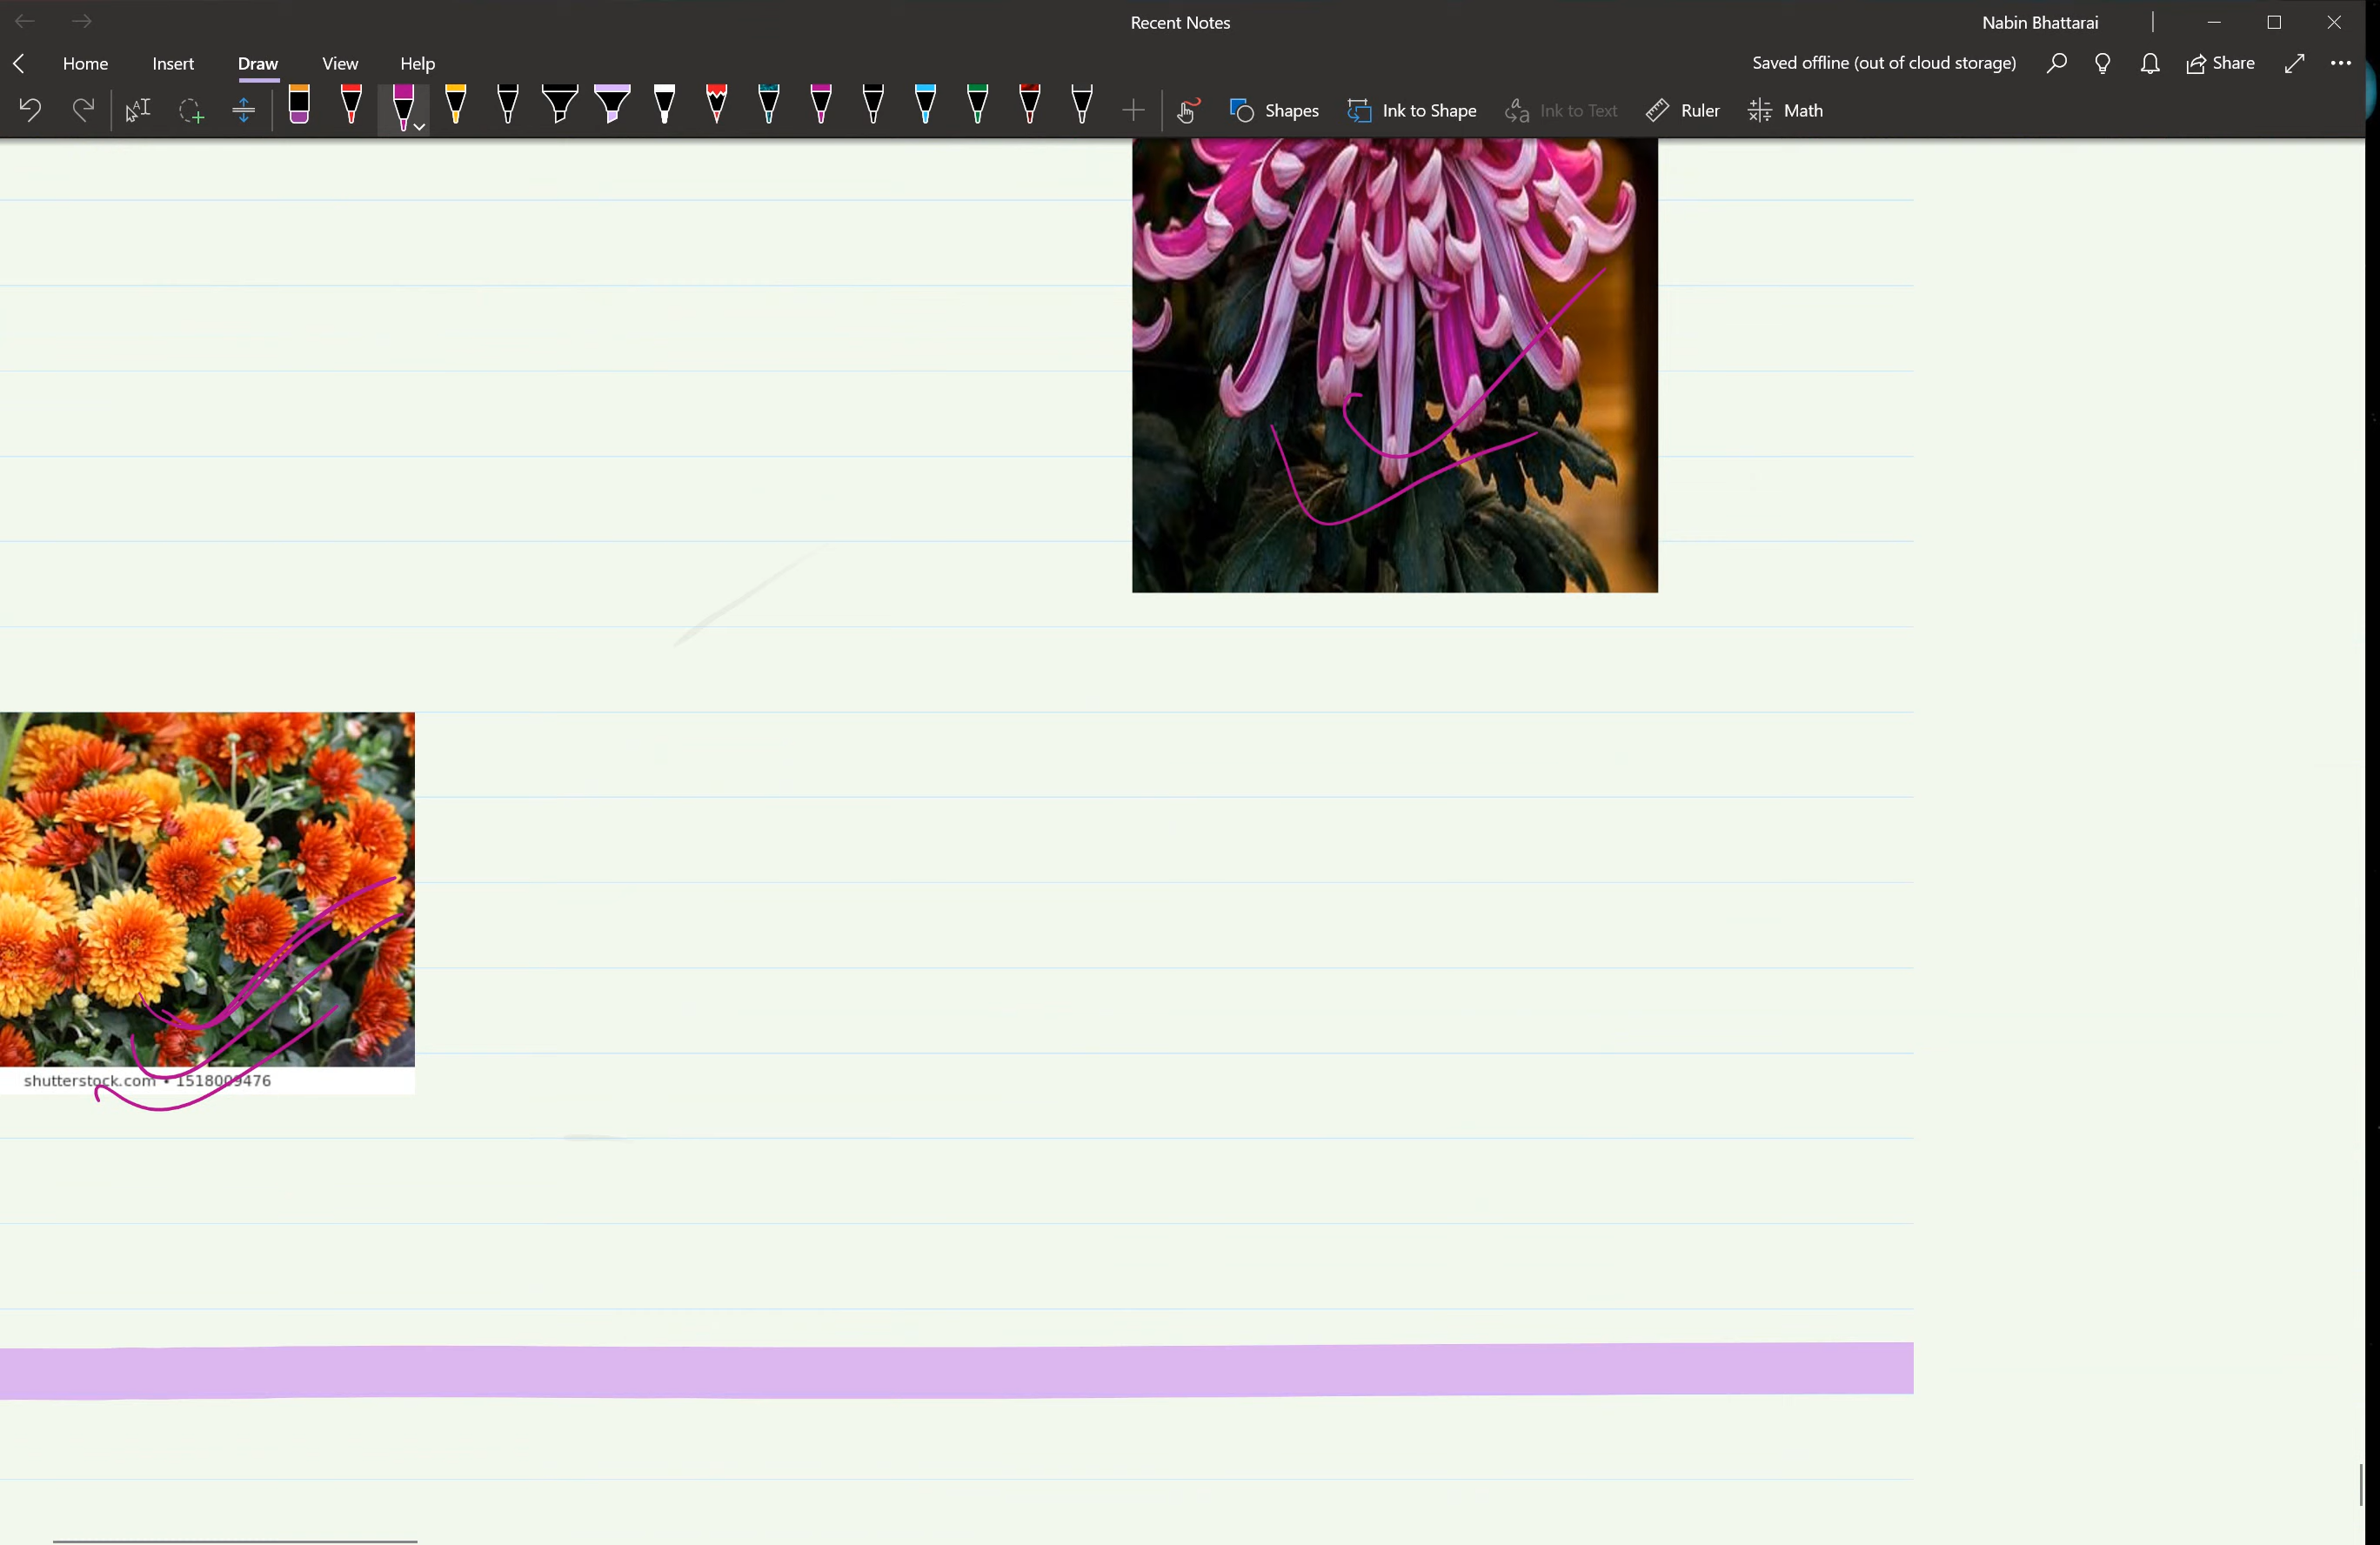 Recent Notes
Nabin Bhattarai
Home Insert Draw View Help
Saved offline (out of cloud storage)
Share
Shapes
Ink to Shape
Ink to Text
Ruler
Math
shutterstock.com • 1518009476